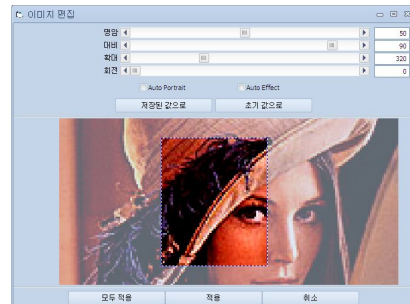 이미지 편집
명암 50
대비 90
확대 320
회전 0
Auto Portrait Auto Effect
저장된 값으로 초기 값으로
모두 적용 적용 취소